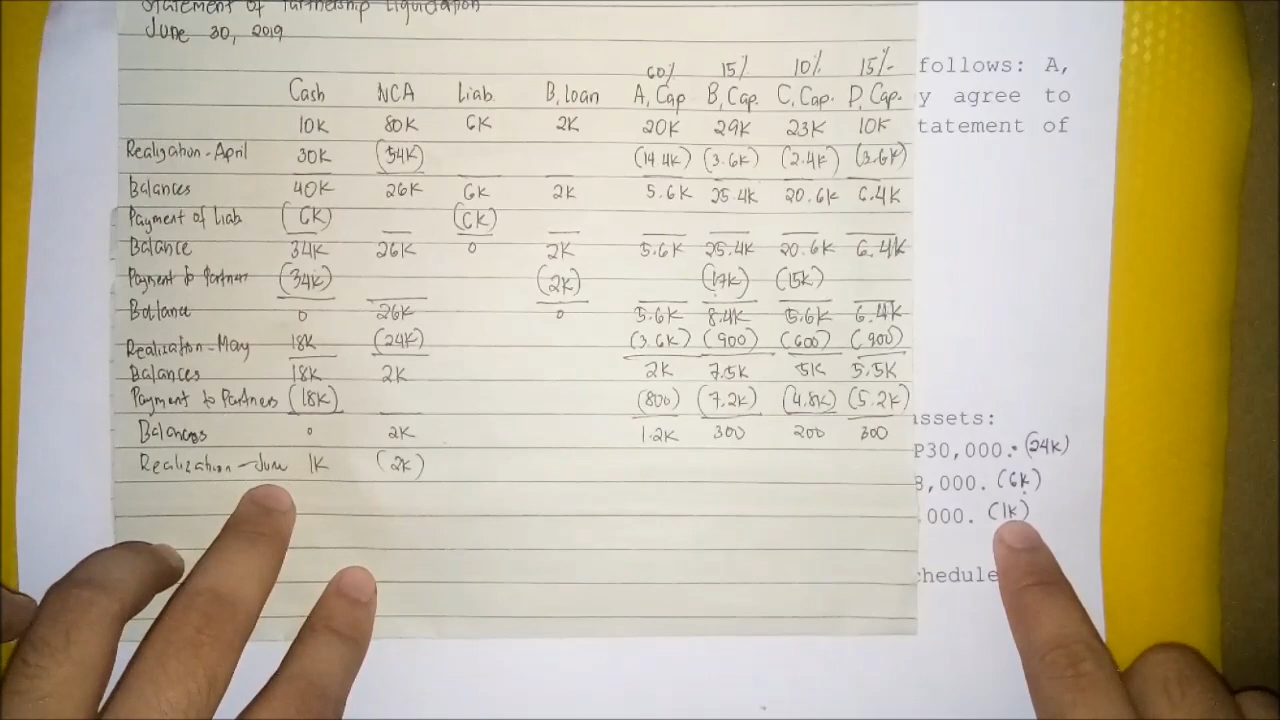 Statement of Partnership Liquidation
June 30, 2019
60% 15% 10% 15%
Cash NCA Liab. B, Loan A, Cap B, Cap. C, Cap. D, Cap.
10K 80K 6K 2K 20K 29K 23K 10K
Realization - April 30K (54K) (14.4K) (3.6K) (2.4K) (3.6K)
Balances 40K 26K 6K 2K 5.6K 25.4K 20.6K 6.4K
Payment of Liab (6K) (6K)
Balance 34K 26K 0 2K 5.6K 25.4K 20.6K 6.4K
Payment to Partners (34K) (2K) (17K) (15K)
Balance 0 26K 0 5.6K 8.4K 5.6K 6.4K
Realization - May 18K (24K) (3.6K) (900) (600) (900)
Balances 18K 2K 2K 7.5K 5K 5.5K
Payment to Partners (18K) (800) (7.2K) (4.8K) (5.2K)
Balances 0 2K 1.2K 300 200 300
Realization - June 1K (2K)
follows: A,
y agree to
tatement of
assets:
P30,000. (24K)
8,000. (6K)
000. (1K)
chedule